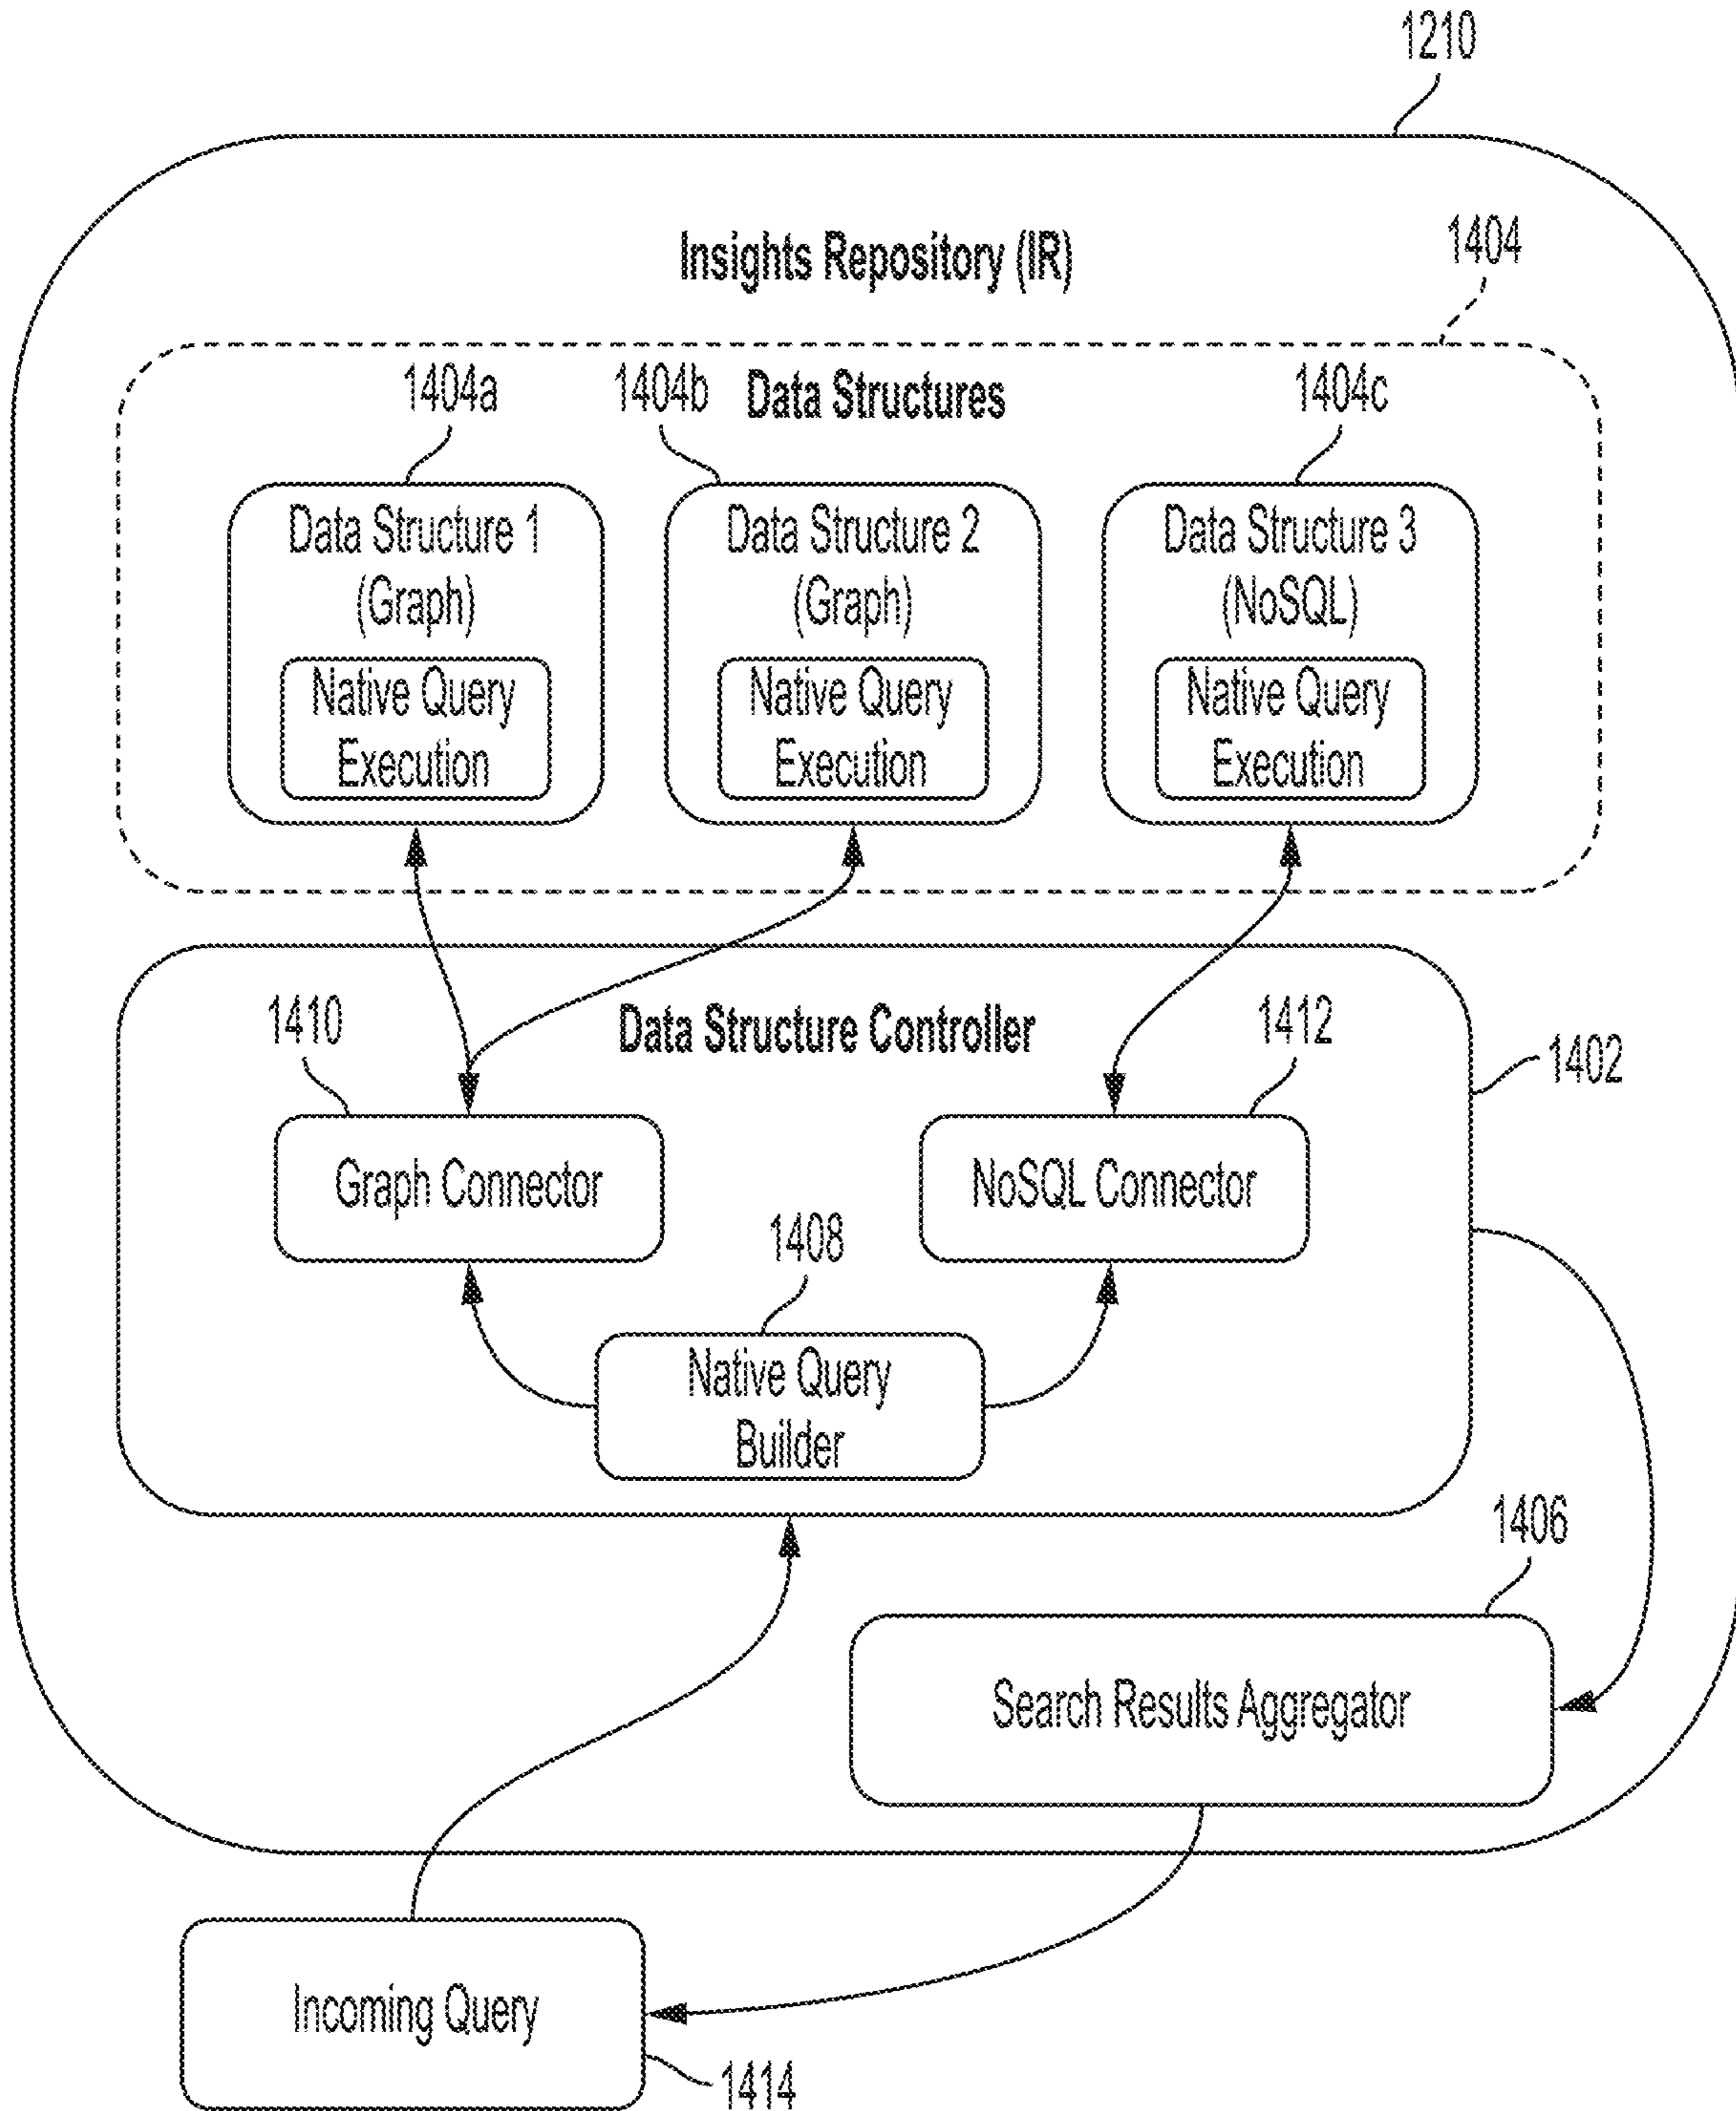 1210
Insights Repository (IR)
1404
1404a
1404b
Data Structures
1404c
Data Structure 1
(Graph)
Native Query
Execution
Data Structure 2
(Graph)
Native Query
Execution
Data Structure 3
(NoSQL)
Native Query
Execution
1410
Data Structure Controller
1412
1402
Graph Connector
NoSQL Connector
1408
Native Query
Builder
1406
Search Results Aggregator
Incoming Query
1414